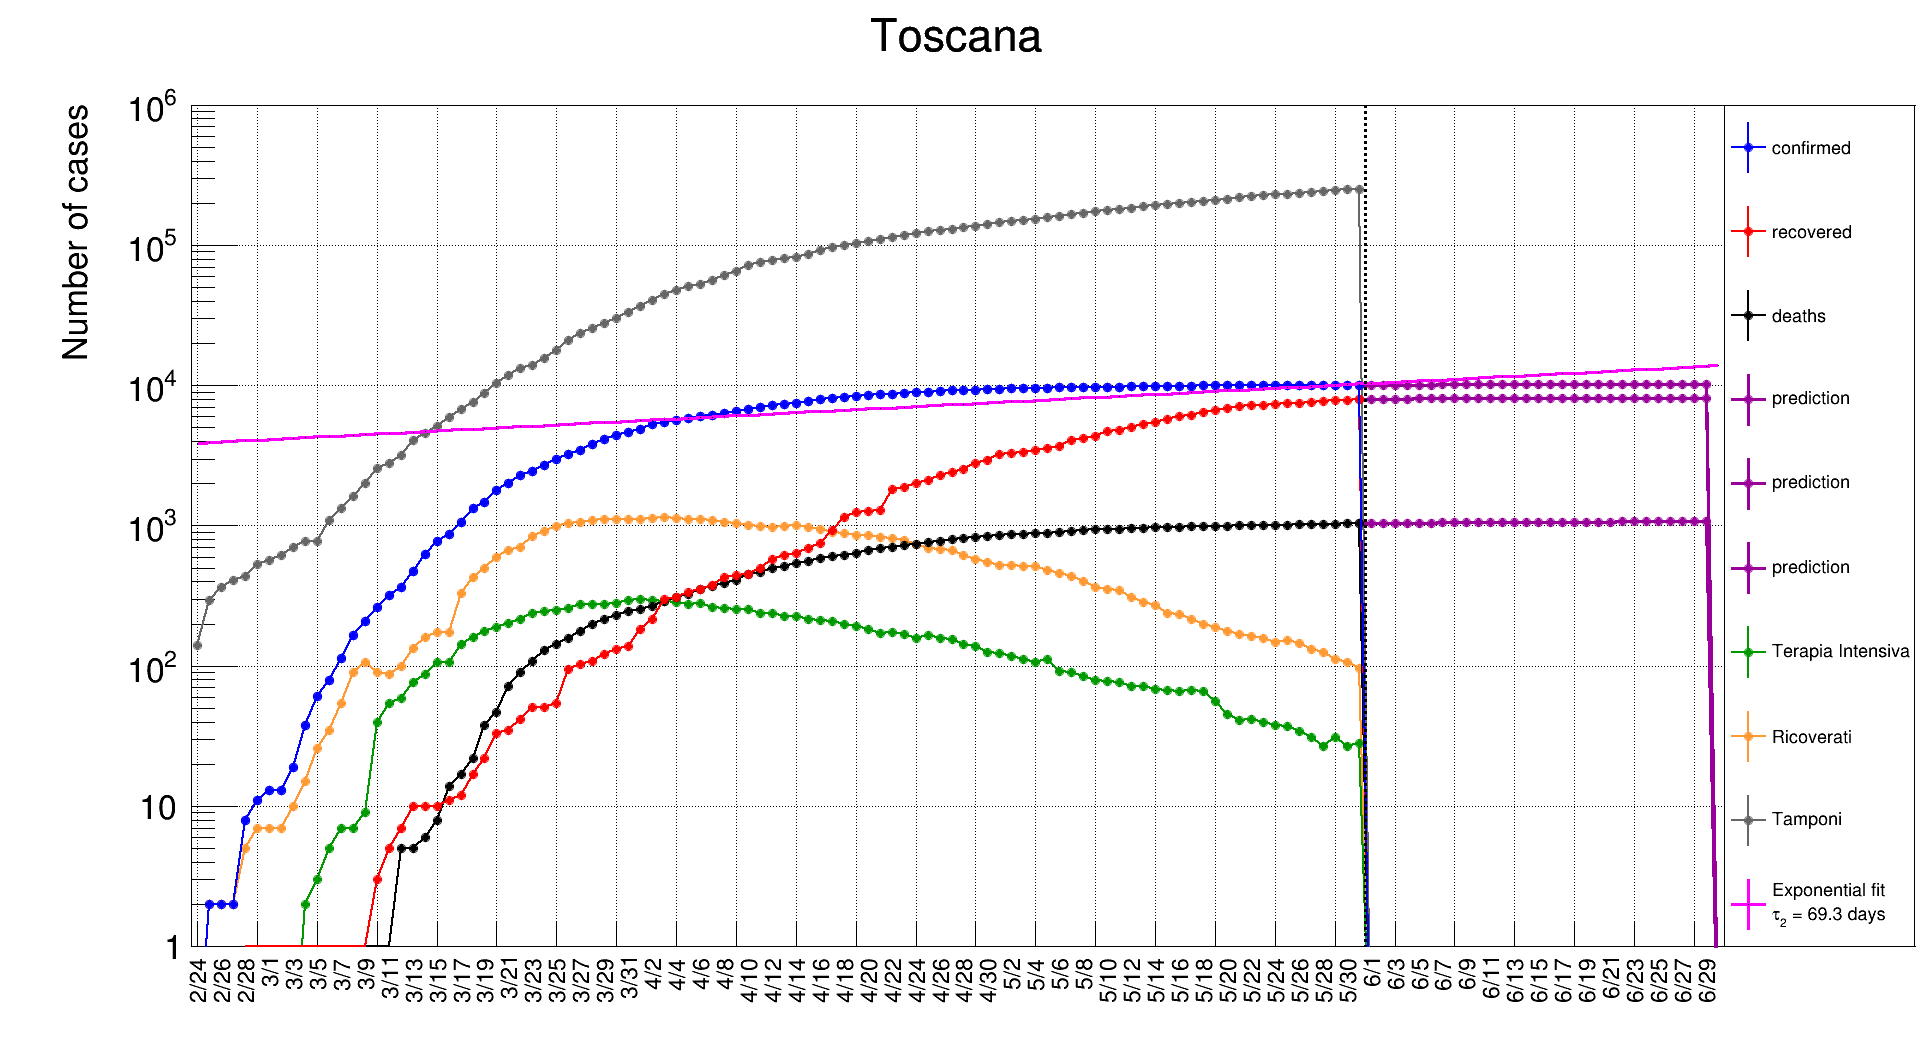 Toscana
Number of cases
10^6
10^5
10^4
10^3
10^2
10
1
2/24 2/26 2/28 3/1 3/3 3/5 3/7 3/9 3/11 3/13 3/15 3/17 3/19 3/21 3/23 3/25 3/27 3/29 3/31 4/2 4/4 4/6 4/8 4/10 4/12 4/14 4/16 4/18 4/20 4/22 4/24 4/26 4/28 4/30 5/2 5/4 5/6 5/8 5/10 5/12 5/14 5/16 5/18 5/20 5/22 5/24 5/26 5/28 5/30 6/1 6/3 6/5 6/7 6/9 6/11 6/13 6/15 6/17 6/19 6/21 6/23 6/25 6/27 6/29
confirmed
recovered
deaths
prediction
prediction
prediction
Terapia Intensiva
Ricoverati
Tamponi
Exponential fit
τ₂ = 69.3 days